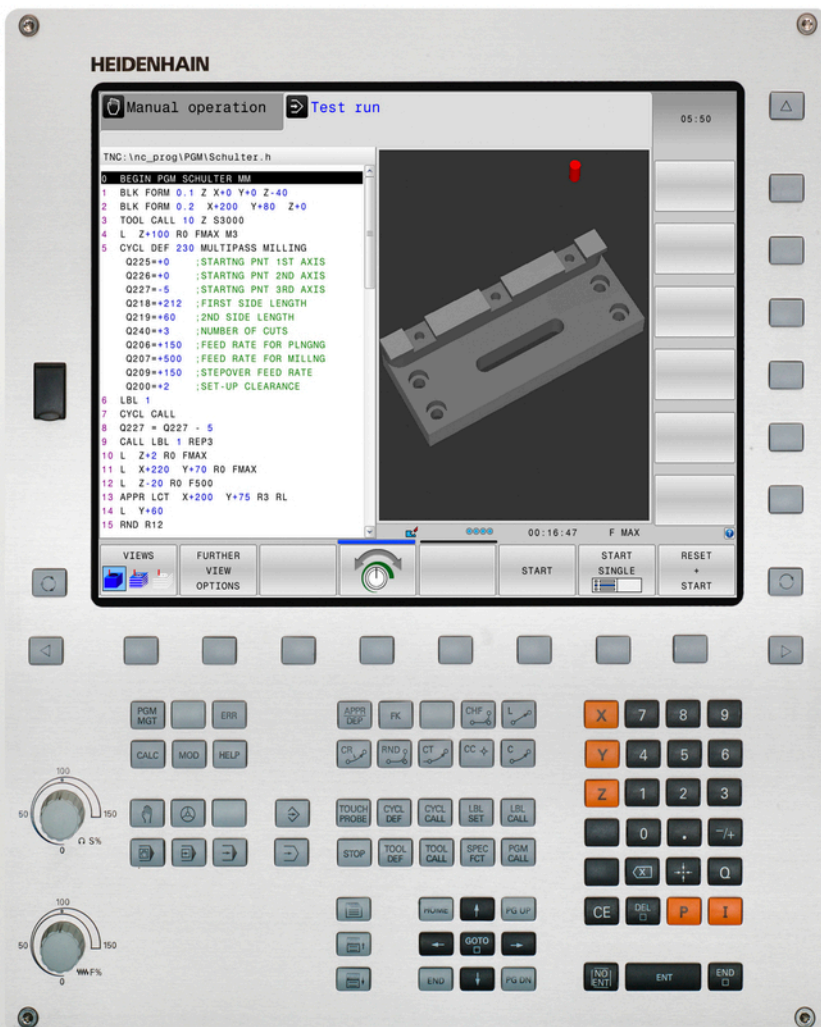 HEIDENHAIN
Manual operation
Test run
05:50
TNC:\nc_prog\PGM\Schulter.h
0 BEGIN PGM SCHULTER MM
1 BLK FORM 0.1 Z X+0 Y+0 Z-40
2 BLK FORM 0.2 X+200 Y+80 Z+0
3 TOOL CALL 10 Z S3000
4 L Z+100 R0 FMAX M3
5 CYCL DEF 230 MULTIPASS MILLING
Q225=+0 ;STARTNG PNT 1ST AXIS
Q226=+0 ;STARTNG PNT 2ND AXIS
Q227=-5 ;STARTNG PNT 3RD AXIS
Q218=+212 ;FIRST SIDE LENGTH
Q219=+60 ;2ND SIDE LENGTH
Q240=+3 ;NUMBER OF CUTS
Q206=+150 ;FEED RATE FOR PLNGNG
Q207=+500 ;FEED RATE FOR MILLNG
Q209=+150 ;STEPOVER FEED RATE
Q200=+2 ;SET-UP CLEARANCE
6 LBL 1
7 CYCL CALL
8 Q227 = Q227 - 5
9 CALL LBL 1 REP3
10 L Z+2 R0 FMAX
11 L X+220 Y+70 R0 FMAX
12 L Z-20 R0 F500
13 APPR LCT X+200 Y+75 R3 RL
14 L Y+60
15 RND R12
00:16:47 F MAX
VIEWS
FURTHER
VIEW
OPTIONS
START
START
SINGLE
RESET
+
START
PGM
MGT
ERR
CALC
MOD
HELP
APPR
DEP
FK
CHF
L
CR
RND
CT
CC
C
TOUCH
PROBE
CYCL
DEF
CYCL
CALL
LBL
SET
LBL
CALL
STOP
TOOL
DEF
TOOL
CALL
SPEC
FCT
PGM
CALL
HOME
PG UP
GOTO
END
PG DN
X 7 8 9
Y 4 5 6
Z 1 2 3
0 . -/+
X Q
CE
DEL
P
I
NO
ENT
ENT
END
100
50
150
0
S%
100
50
150
0
F%